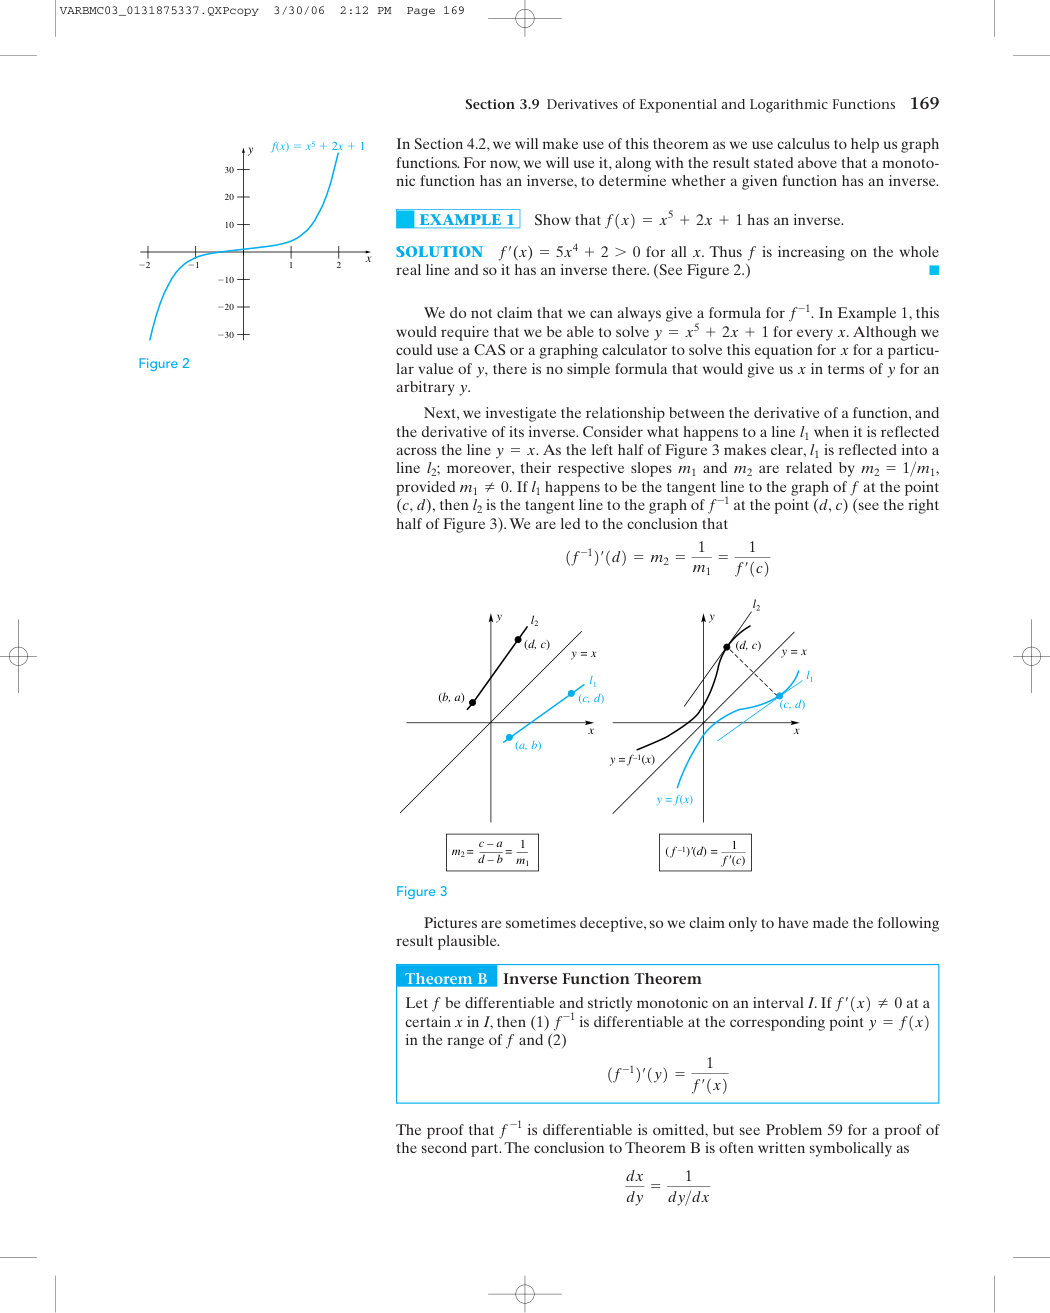 VARBMC03_0131875337.QXPcopy 3/30/06 2:12 PM Page 169
Section 3.9 Derivatives of Exponential and Logarithmic Functions 169
f(x) = x⁵ + 2x + 1
y
30
20
10
−2 −1 1 2 x
−10
−20
−30
Figure 2
In Section 4.2, we will make use of this theorem as we use calculus to help us graph
functions. For now, we will use it, along with the result stated above that a monoto-
nic function has an inverse, to determine whether a given function has an inverse.
EXAMPLE 1 Show that f(x) = x⁵ + 2x + 1 has an inverse.
SOLUTION f′(x) = 5x⁴ + 2 > 0 for all x. Thus f is increasing on the whole
real line and so it has an inverse there. (See Figure 2.)
We do not claim that we can always give a formula for f⁻¹. In Example 1, this
would require that we be able to solve y = x⁵ + 2x + 1 for every x. Although we
could use a CAS or a graphing calculator to solve this equation for x for a particu-
lar value of y, there is no simple formula that would give us x in terms of y for an
arbitrary y.
Next, we investigate the relationship between the derivative of a function, and
the derivative of its inverse. Consider what happens to a line l₁ when it is reflected
across the line y = x. As the left half of Figure 3 makes clear, l₁ is reflected into a
line l₂; moreover, their respective slopes m₁ and m₂ are related by m₂ = 1/m₁,
provided m₁ ≠ 0. If l₁ happens to be the tangent line to the graph of f at the point
(c, d), then l₂ is the tangent line to the graph of f⁻¹ at the point (d, c) (see the right
half of Figure 3). We are led to the conclusion that
(f⁻¹)′(d) = m₂ = 1/m₁ = 1/f′(c)
y
l₂
(d, c)
y = x
l₁
(b, a)
(c, d)
x
(a, b)
m₂ = c – a / d – b = 1/m₁
l₂
y
(d, c)
y = x
l₁
(c, d)
x
y = f⁻¹(x)
y = f(x)
(f⁻¹)′(d) = 1/f′(c)
Figure 3
Pictures are sometimes deceptive, so we claim only to have made the following
result plausible.
Theorem B Inverse Function Theorem
Let f be differentiable and strictly monotonic on an interval I. If f′(x) ≠ 0 at a
certain x in I, then (1) f⁻¹ is differentiable at the corresponding point y = f(x)
in the range of f and (2)
(f⁻¹)′(y) = 1/f′(x)
The proof that f⁻¹ is differentiable is omitted, but see Problem 59 for a proof of
the second part. The conclusion to Theorem B is often written symbolically as
dx/dy = 1/dy/dx